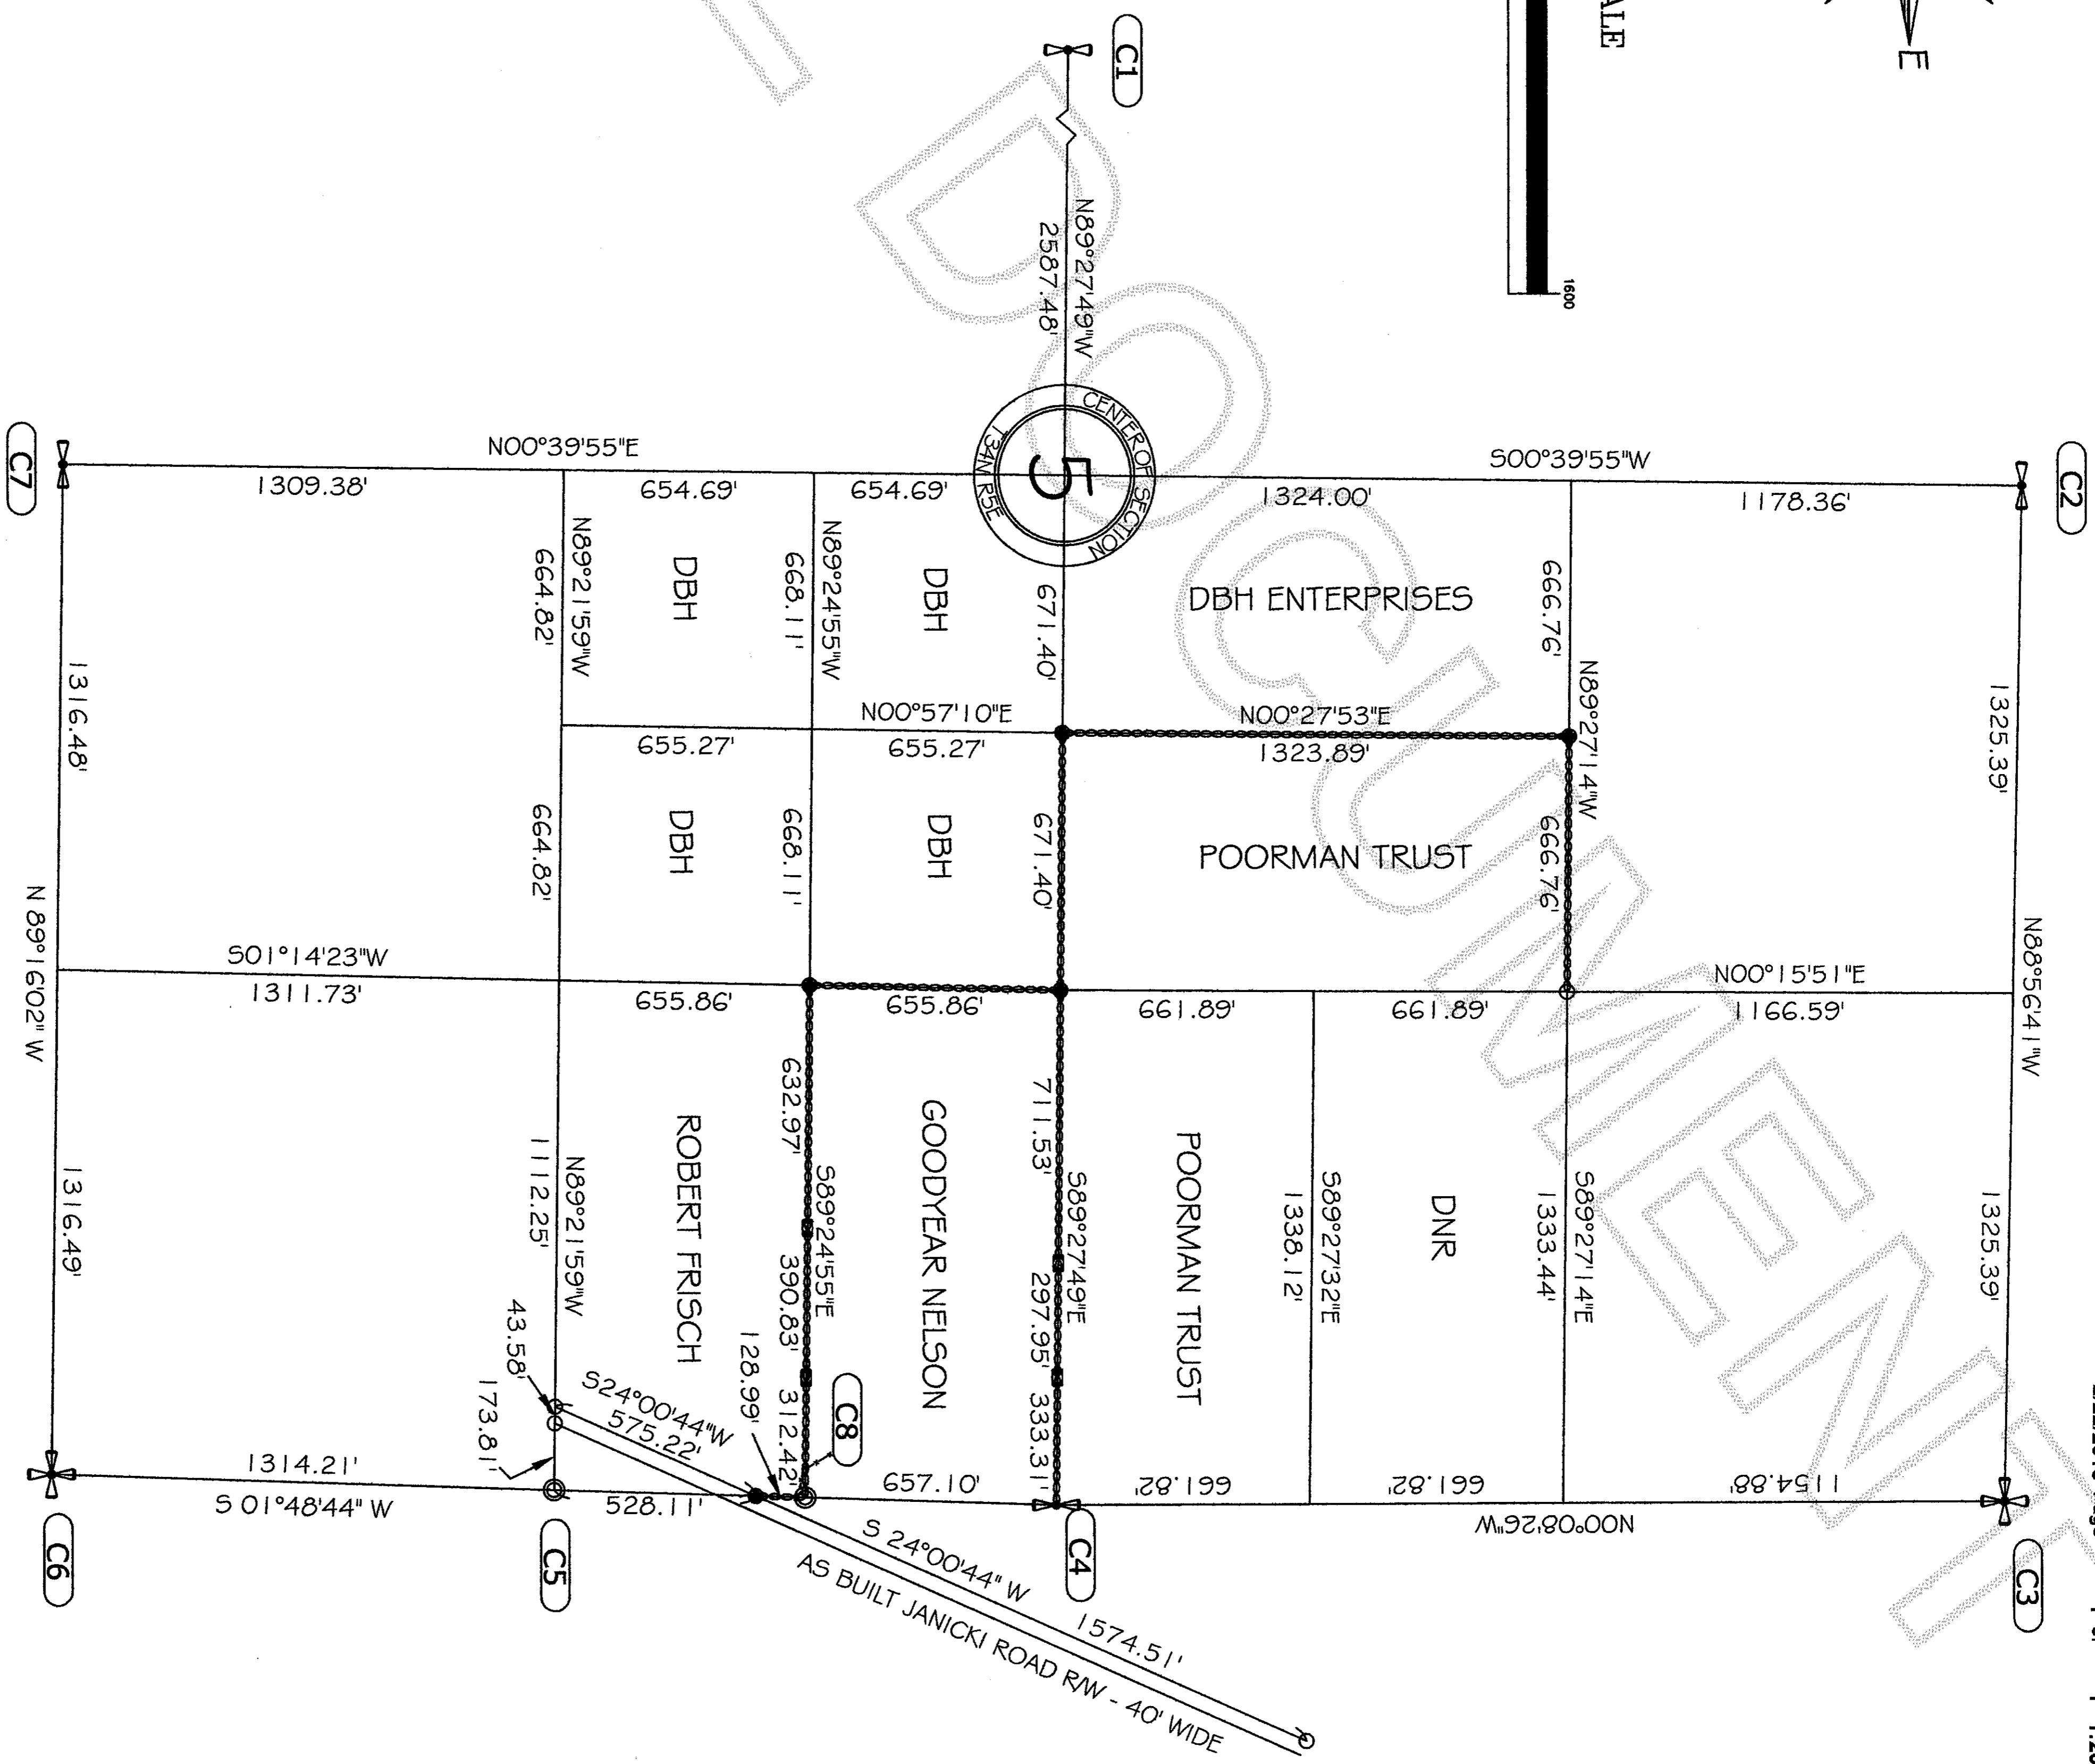 E
ALE
1600
C1
N89°27'49"W
2587.48'
CENTER OF SECTION
5
T34N R5E
C2
S00°39'55"W
1324.00'
1178.36'
C7
N00°39'55"E
1309.38'
654.69'
654.69'
N89°21'59"W
664.82'
DBH
N89°24'55"W
668.11'
DBH
671.40'
DBH ENTERPRISES
666.76'
N89°27'14"W
1325.39'
1316.48'
N00°57'10"E
655.27'
655.27'
N00°27'53"E
1323.89'
664.82'
DBH
668.11'
DBH
671.40'
POORMAN TRUST
666.76'
N88°56'41"W
N 89°16'02" W
S01°14'23"W
1311.73'
655.86'
655.86'
661.89'
661.89'
N00°15'51"E
1166.59'
1316.49'
N89°21'59"W
1112.25'
ROBERT FRISCH
632.97'
S89°24'55"E
390.83'
312.42'
GOODYEAR NELSON
711.53'
S89°27'49"E
297.95'
333.31'
POORMAN TRUST
S89°27'32"E
1338.12'
DNR
S89°27'14"E
1333.44'
1325.39'
43.58'
173.81'
S24°00'44"W
575.22'
128.99'
C8
1314.21'
S 01°48'44" W
528.11'
657.10'
661.82'
661.82'
1154.88'
N00°08'26"W
C6
C5
C4
C3
S 24°00'44" W
1574.51'
AS BUILT JANICKI ROAD R/W - 40' WIDE
DOCUMENT